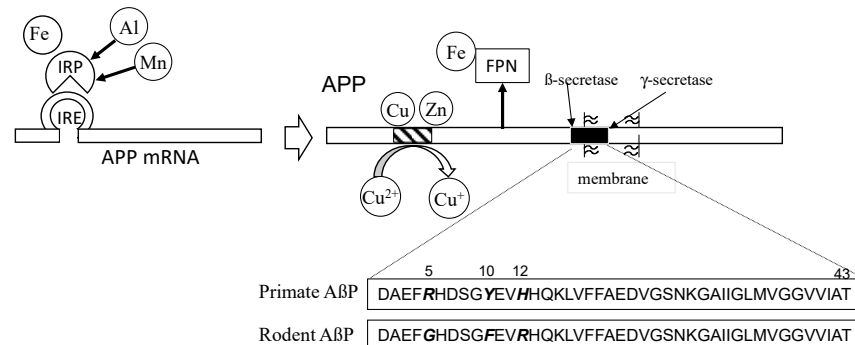 Fe
Al
IRP
Mn
IRE
APP mRNA
APP
Fe
FPN
ß-secretase
γ-secretase
Cu
Zn
Cu2+
Cu+
membrane
5
10
12
43
Primate AßP
DAEFRHDSGYEVHHQKLVFFAEDVGSNKGAIIGLMVGGVVIAT
Rodent AßP
DAEFGHDSGFEVRHQKLVFFAEDVGSNKGAIIGLMVGGVVIAT